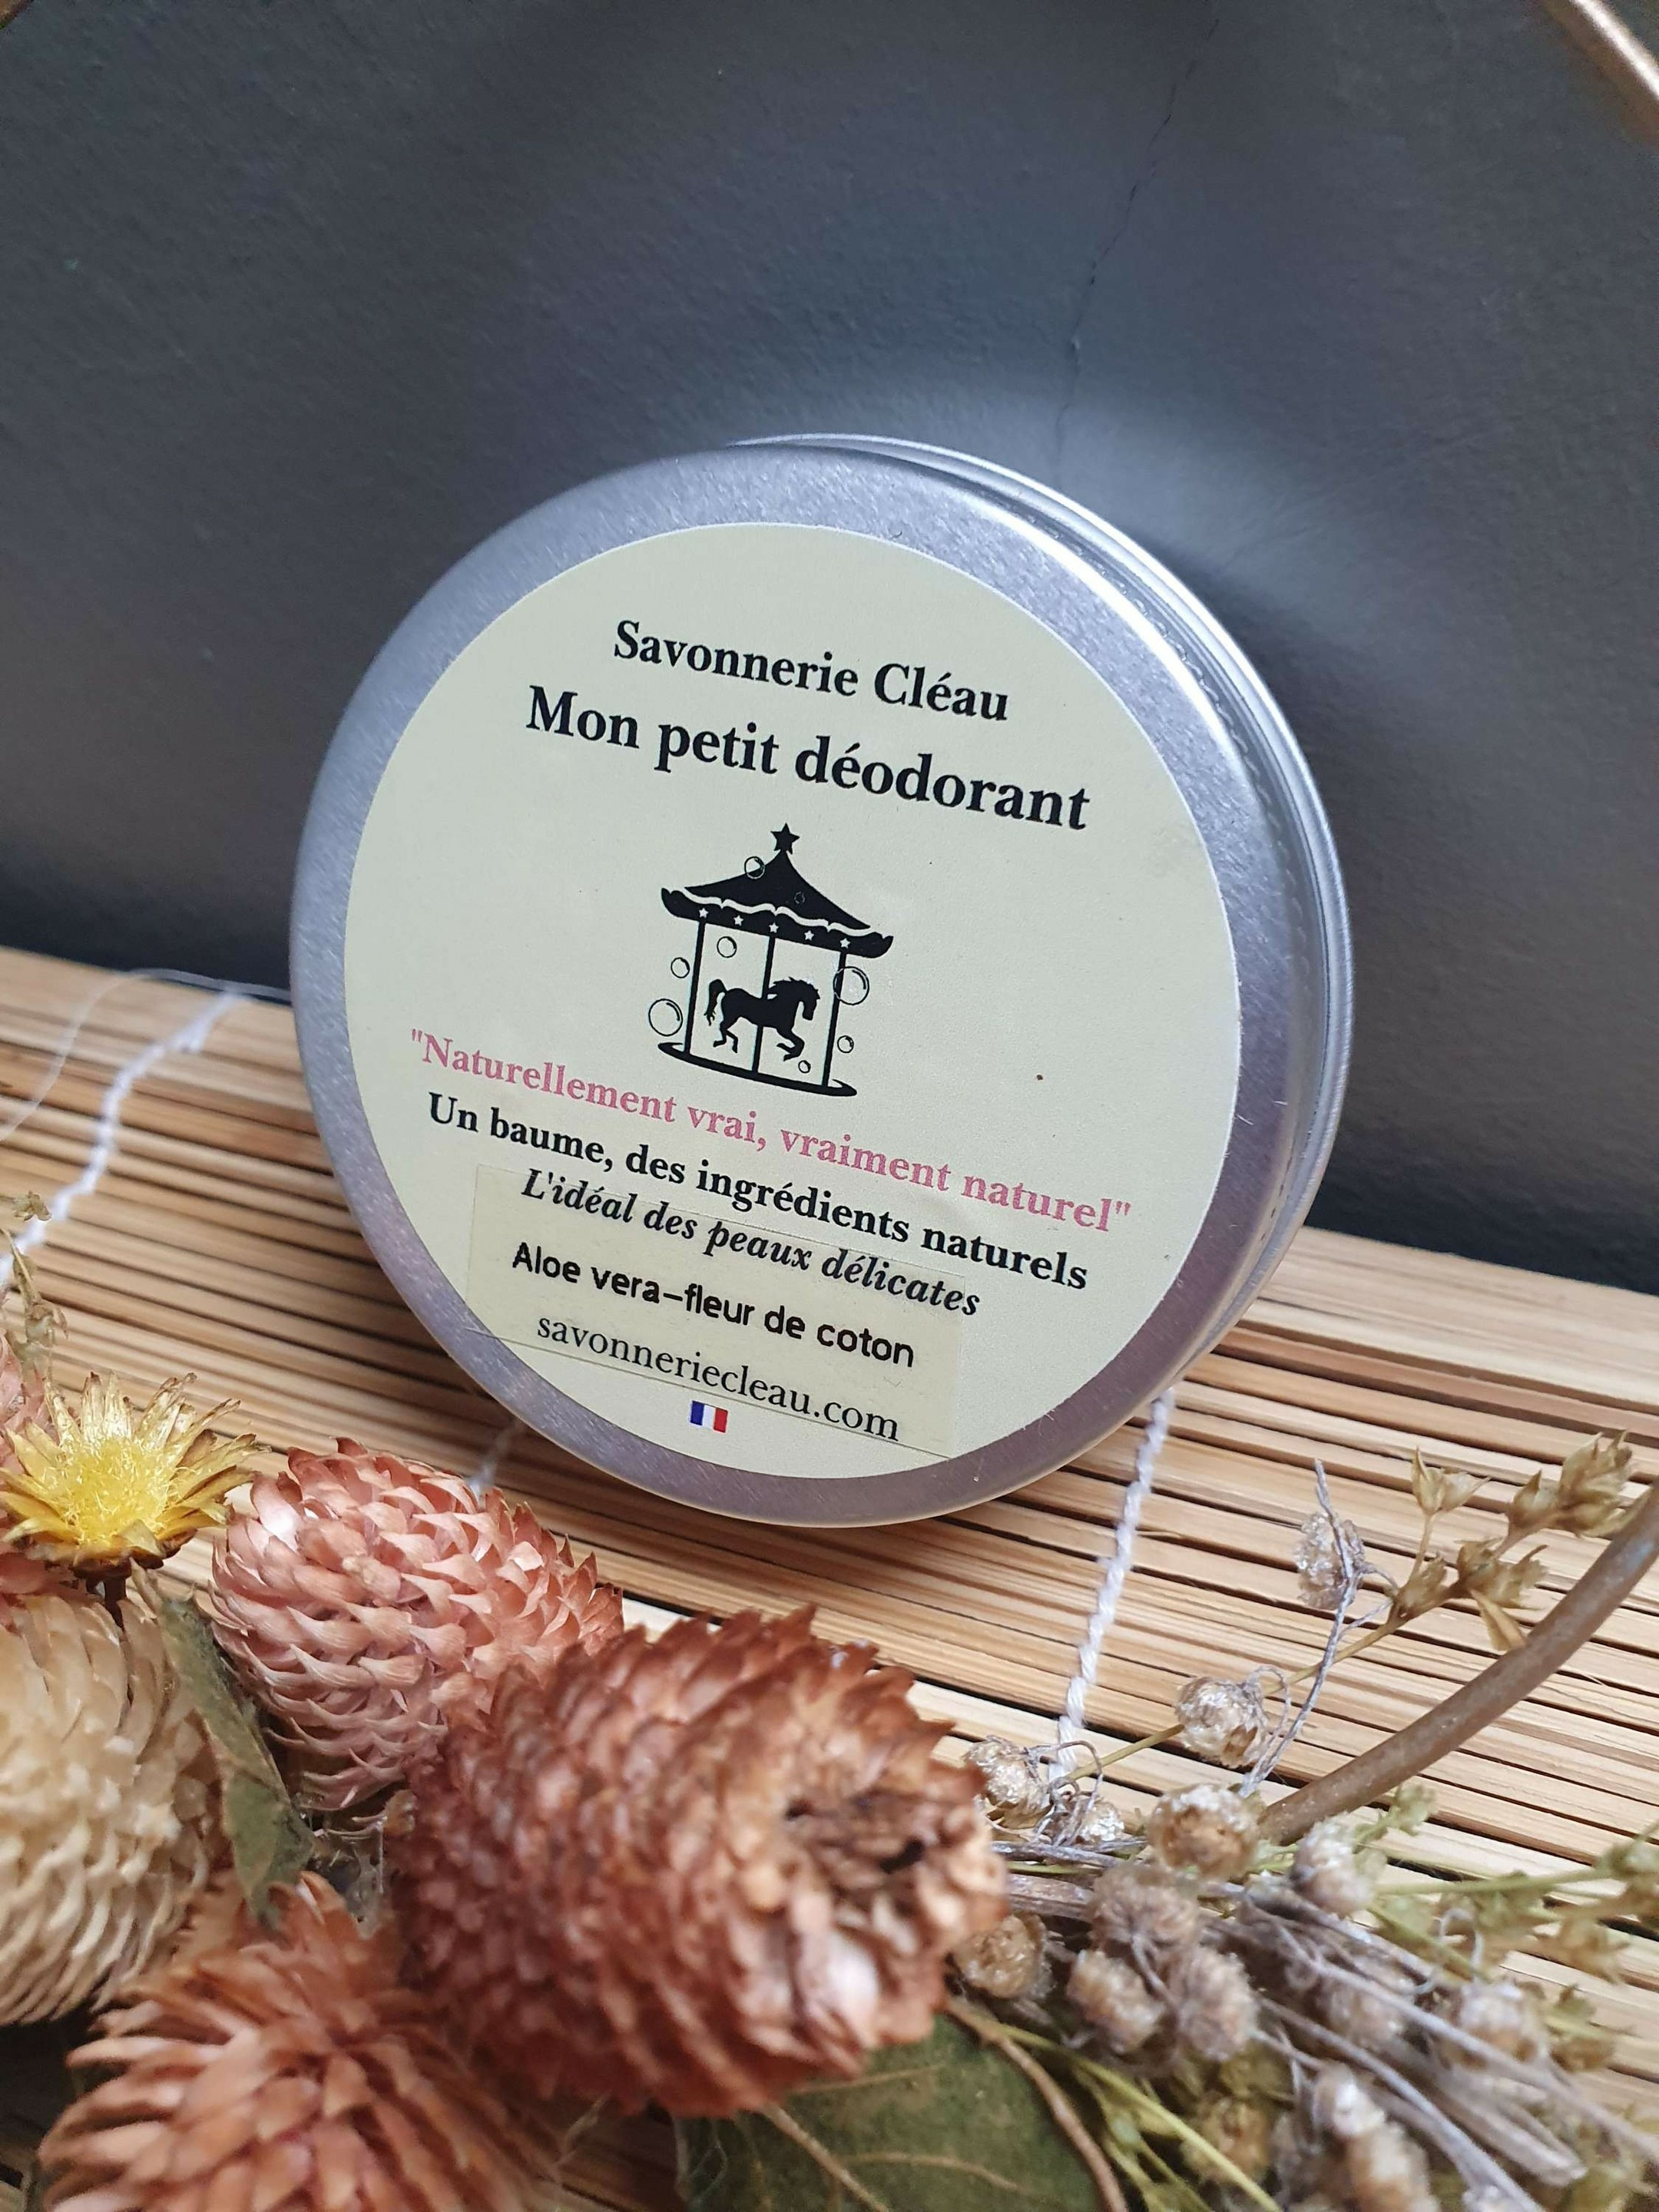 Savonnerie Cléau
Mon petit déodorant
"Naturellement vrai, vraiment naturel"
Un baume, des ingrédients naturels
L'idéal des peaux délicates
Aloe vera-fleur de coton
savonneriecleau.com